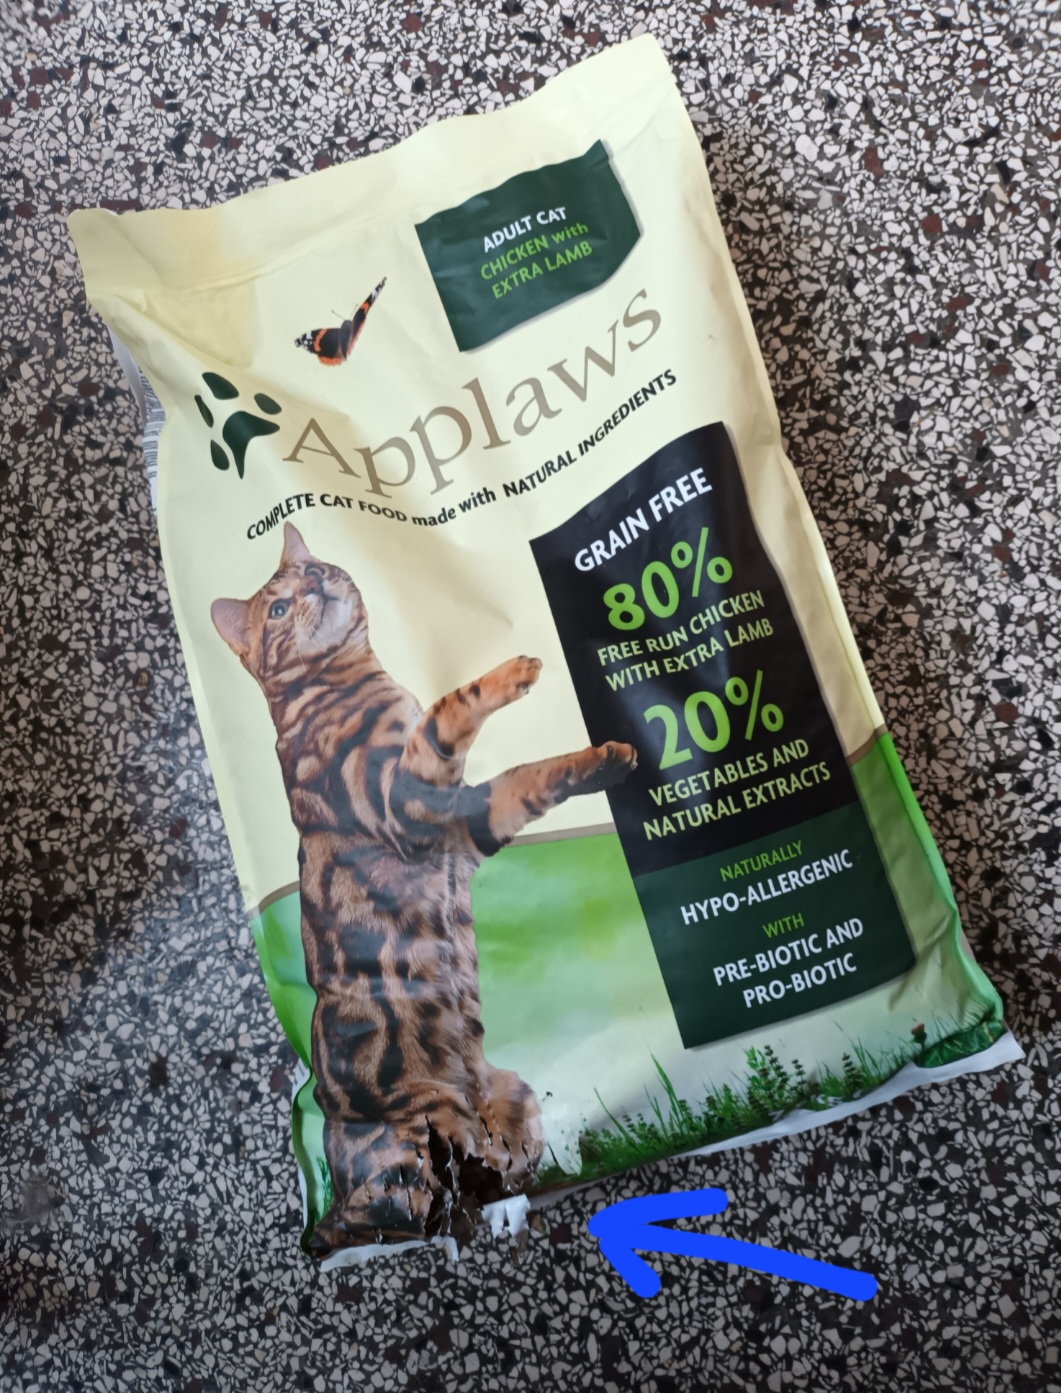 ADULT CAT
CHICKEN with
EXTRA LAMB
Applaws
COMPLETE CAT FOOD made with NATURAL INGREDIENTS
GRAIN FREE
80%
FREE RUN CHICKEN
WITH EXTRA LAMB
20%
VEGETABLES AND
NATURAL EXTRACTS
NATURALLY
HYPO-ALLERGENIC
WITH
PRE-BIOTIC AND
PRO-BIOTIC